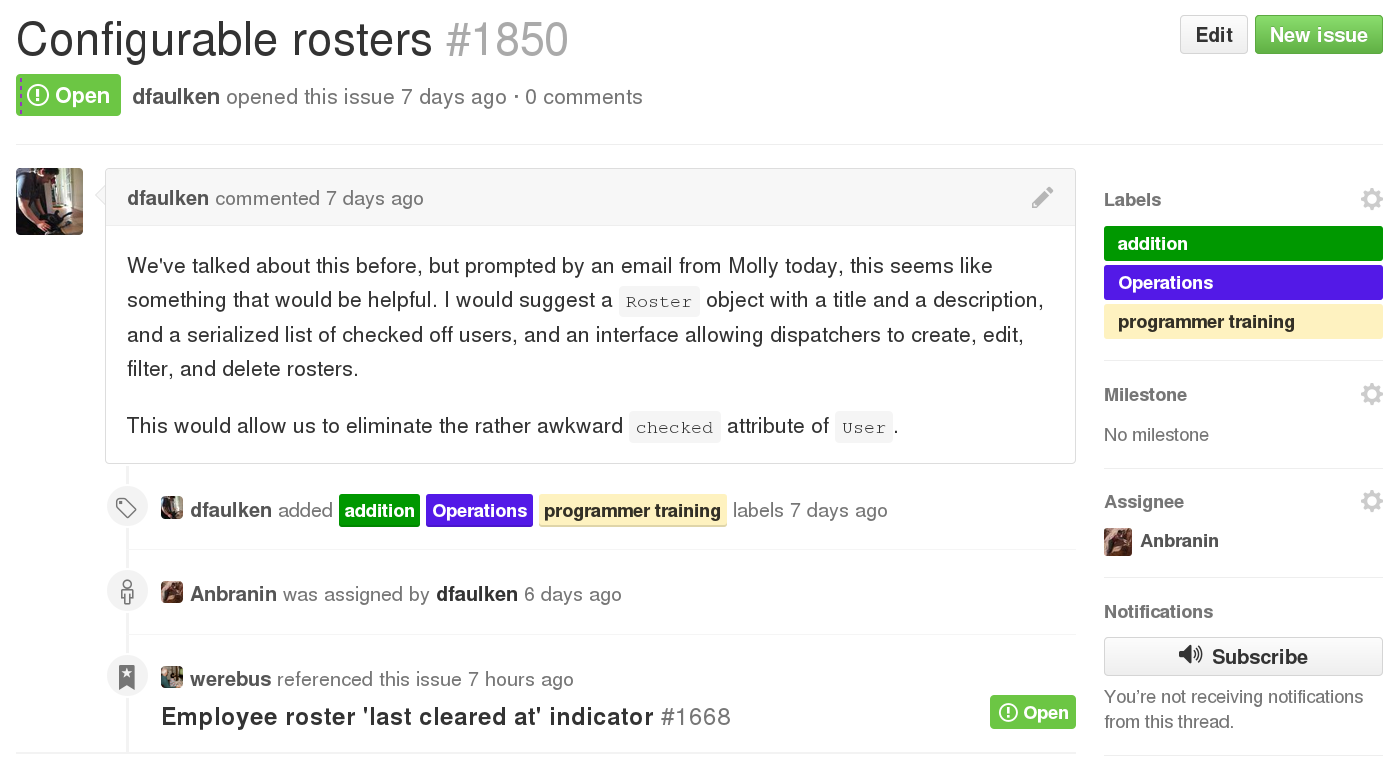 Configurable rosters #1850
Edit
New issue
Open
dfaulken opened this issue 7 days ago · 0 comments
dfaulken commented 7 days ago
We've talked about this before, but prompted by an email from Molly today, this seems like
something that would be helpful. I would suggest a Roster object with a title and a description,
and a serialized list of checked off users, and an interface allowing dispatchers to create, edit,
filter, and delete rosters.
This would allow us to eliminate the rather awkward checked attribute of User.
dfaulken added addition Operations programmer training labels 7 days ago
Anbranin was assigned by dfaulken 6 days ago
werebus referenced this issue 7 hours ago
Employee roster 'last cleared at' indicator #1668
Open
Labels
addition
Operations
programmer training
Milestone
No milestone
Assignee
Anbranin
Notifications
Subscribe
You’re not receiving notifications
from this thread.